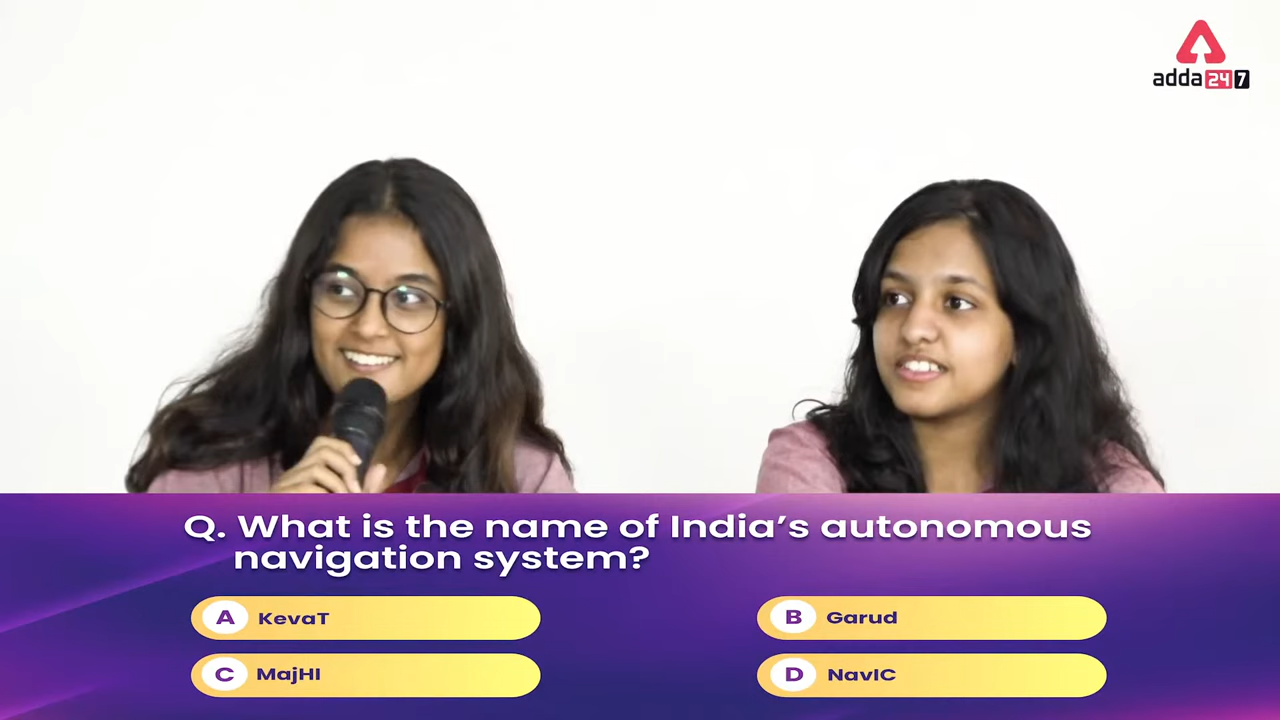 adda247
Q. What is the name of India's autonomous
navigation system?
A KevaT
B Garud
C MajHI
D NavIC